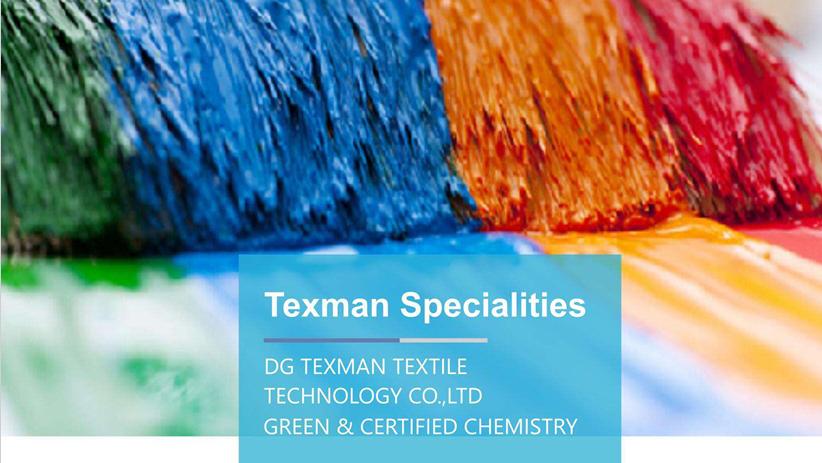 Texman Specialities
DG TEXMAN TEXTILE
TECHNOLOGY CO.,LTD
GREEN & CERTIFIED CHEMISTRY